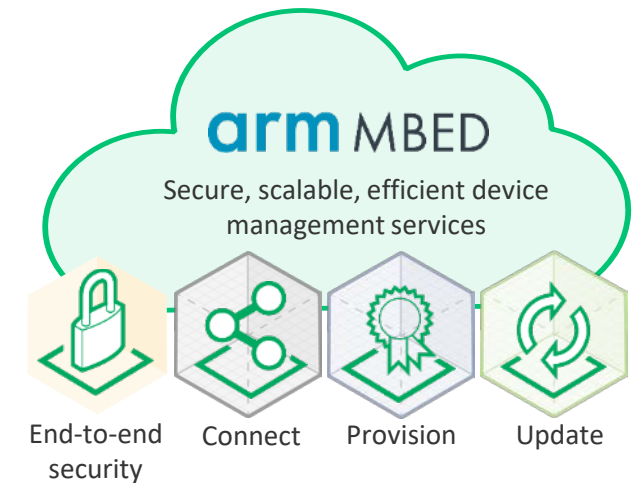 arm MBED
Secure, scalable, efficient device
management services
End-to-end
security
Connect
Provision
Update